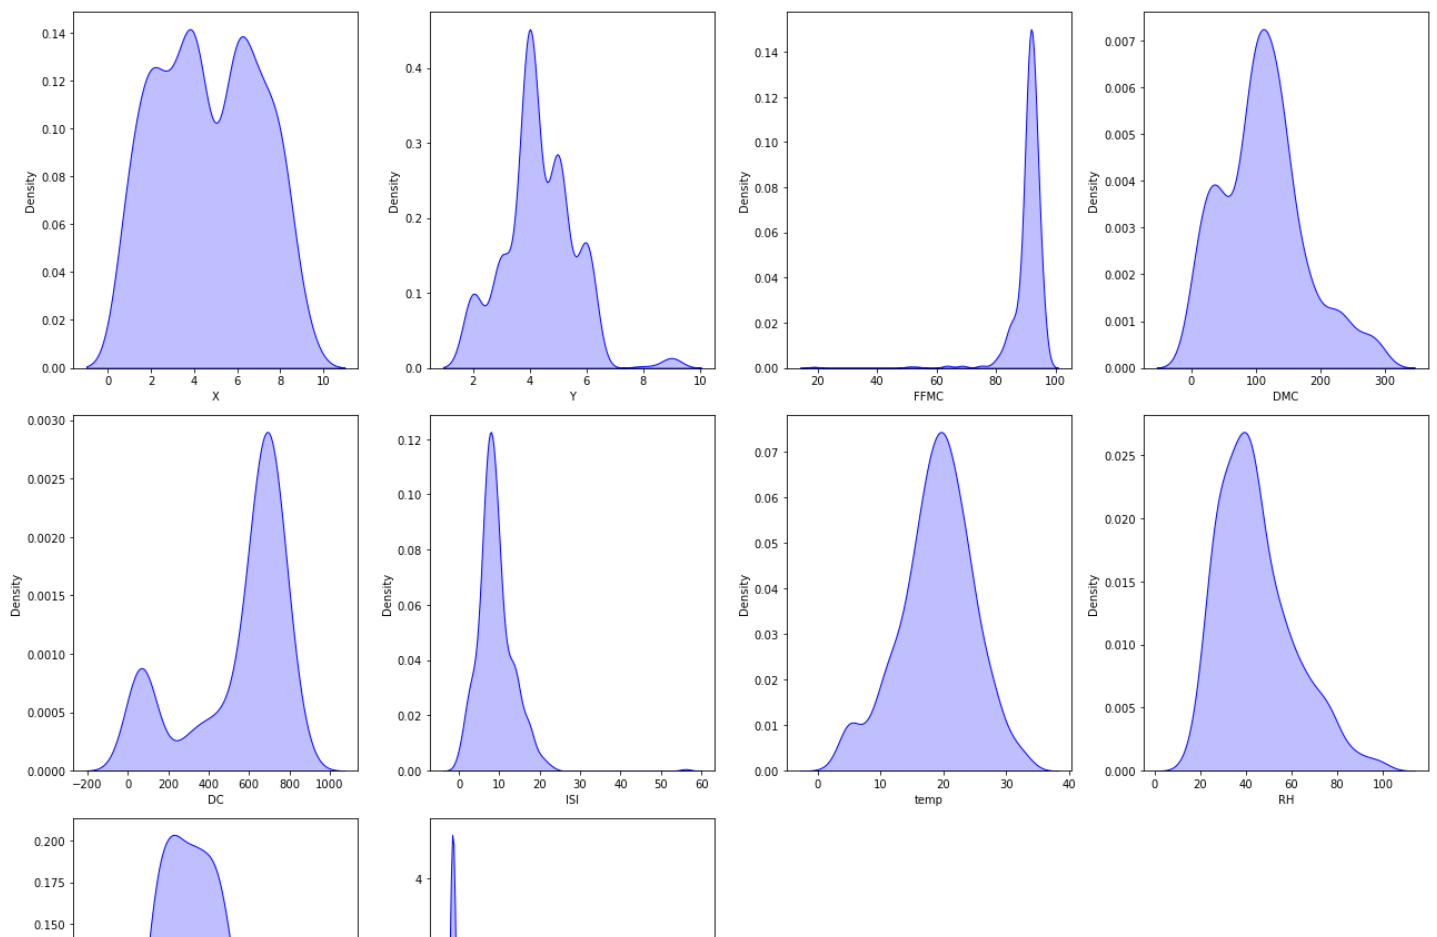 0.14
0.12
0.10
0.08
0.06
0.04
0.02
0.00
Density
0 2 4 6 8 10
X
0.4
0.3
0.2
0.1
0.0
Density
2 4 6 8 10
Y
0.14
0.12
0.10
0.08
0.06
0.04
0.02
0.00
Density
20 40 60 80 100
FFMC
0.007
0.006
0.005
0.004
0.003
0.002
0.001
0.000
Density
0 100 200 300
DMC
0.0030
0.0025
0.0020
0.0015
0.0010
0.0005
0.0000
Density
−200 0 200 400 600 800 1000
DC
0.12
0.10
0.08
0.06
0.04
0.02
0.00
Density
0 10 20 30 40 50 60
ISI
0.07
0.06
0.05
0.04
0.03
0.02
0.01
0.00
Density
0 10 20 30 40
temp
0.025
0.020
0.015
0.010
0.005
0.000
Density
0 20 40 60 80 100
RH
0.200
0.175
0.150
4